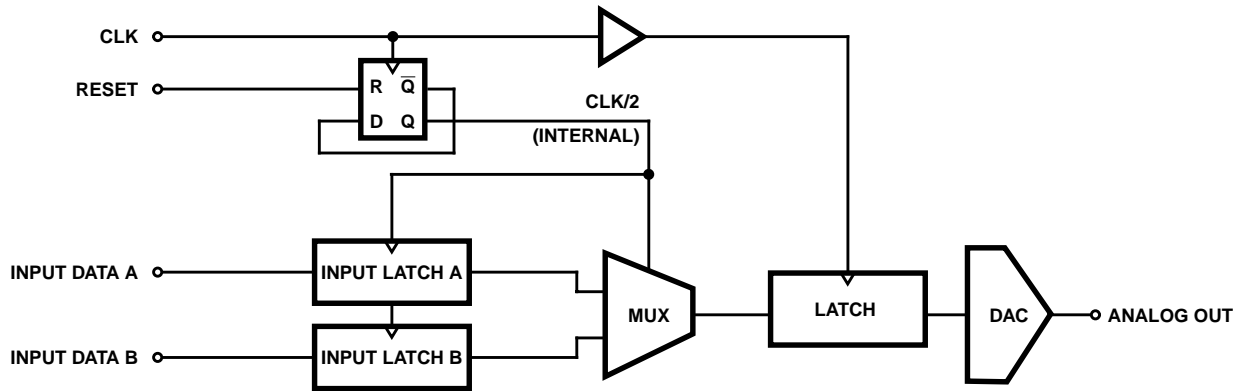 CLK
RESET
R Q̅
D Q
CLK/2
(INTERNAL)
INPUT DATA A
INPUT LATCH A
INPUT DATA B
INPUT LATCH B
MUX
LATCH
DAC
ANALOG OUT